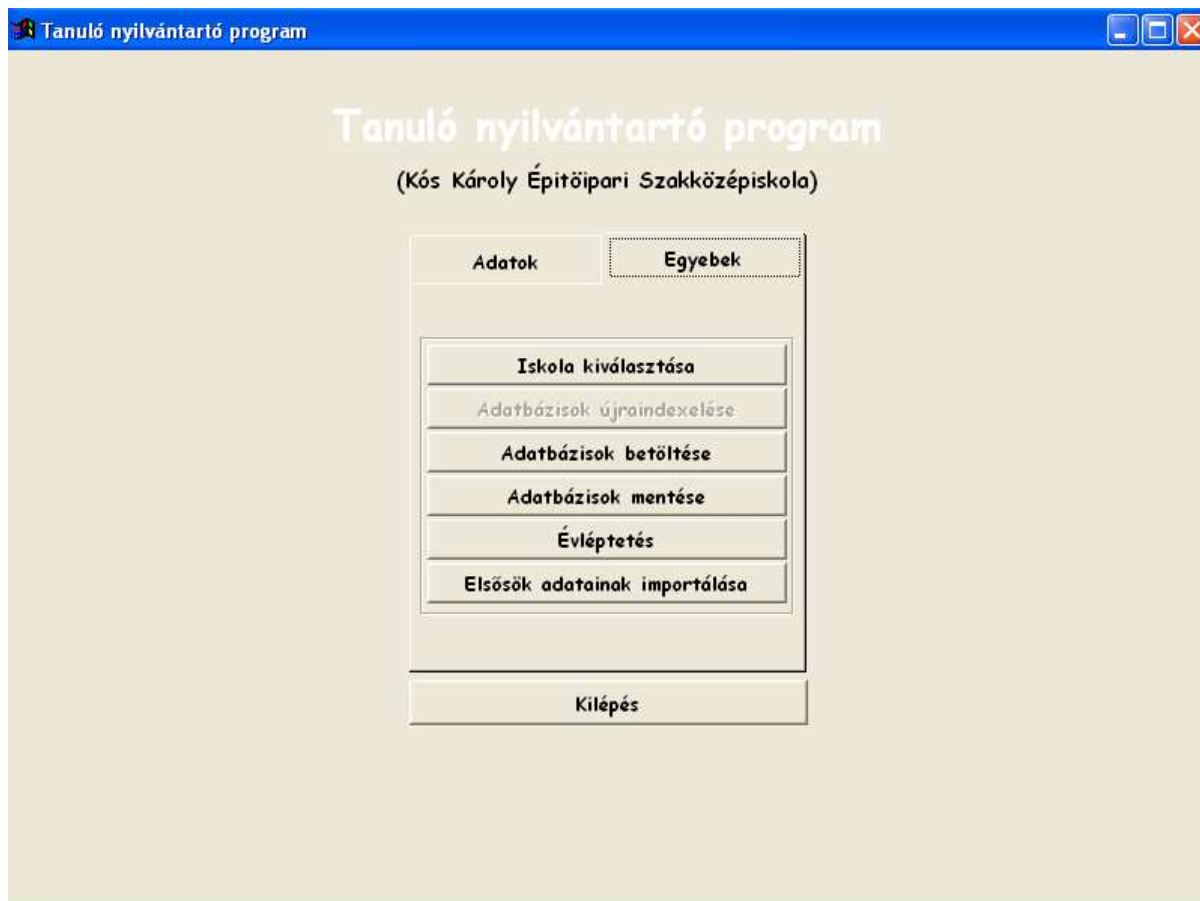 Tanuló nyilvántartó program
Tanuló nyilvántartó program
(Kós Károly Épitöipari Szakközépiskola)
Adatok
Egyebek
Iskola kiválasztása
Adatbázisok újraindexelése
Adatbázisok betöltése
Adatbázisok mentése
Évléptetés
Elsősök adatainak importálása
Kilépés